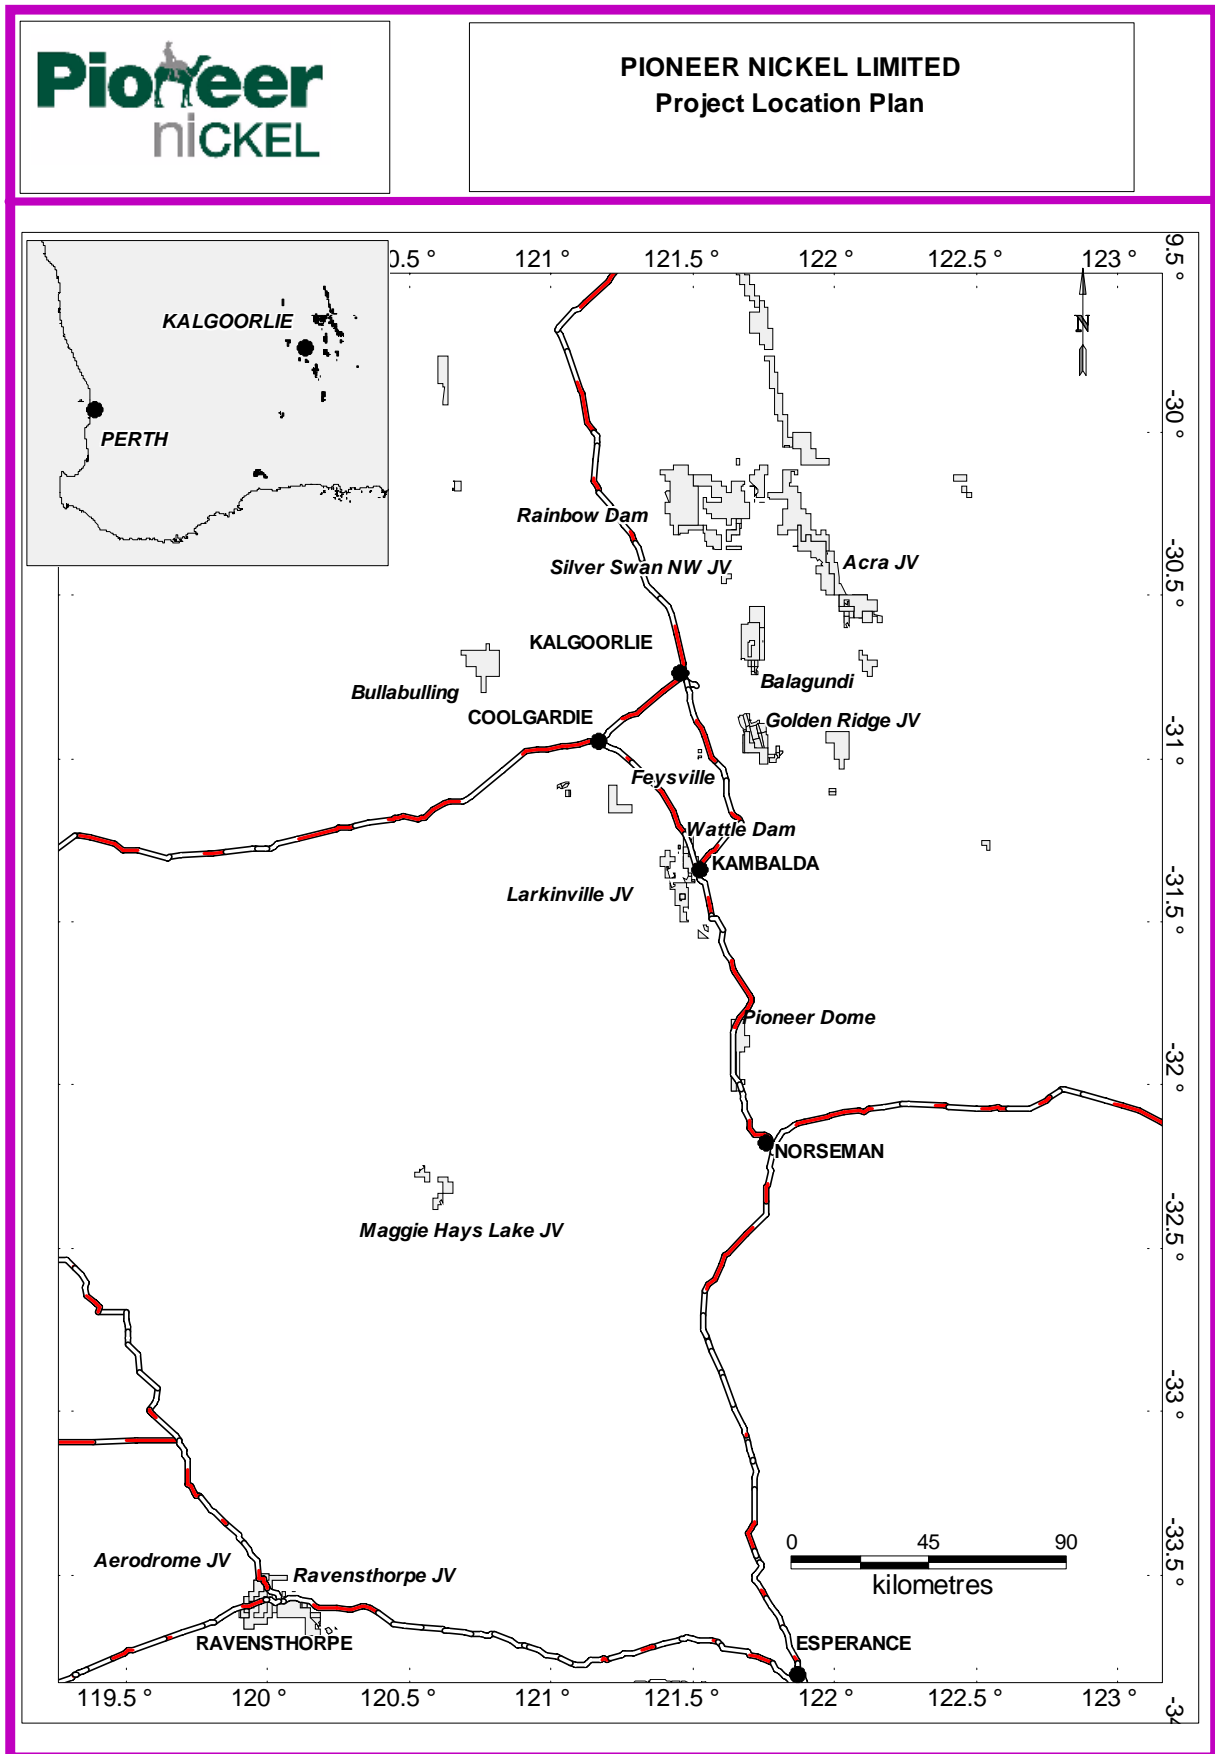 Pioneer
niCKEL
PIONEER NICKEL LIMITED
Project Location Plan
0.5 °
121 °
121.5 °
122 °
122.5 °
123 °
9.5 °
KALGOORLIE
PERTH
N
-30 °
Rainbow Dam
Silver Swan NW JV
Acra JV
-30.5 °
KALGOORLIE
Bullabulling
Balagundi
COOLGARDIE
Golden Ridge JV
-31 °
Feysville
Wattle Dam
KAMBALDA
Larkinville JV
-31.5 °
Pioneer Dome
-32 °
NORSEMAN
Maggie Hays Lake JV
-32.5 °
-33 °
0
45
90
kilometres
-33.5 °
Aerodrome JV
Ravensthorpe JV
RAVENSTHORPE
ESPERANCE
119.5 °
120 °
120.5 °
121 °
121.5 °
122 °
122.5 °
123 °
-34